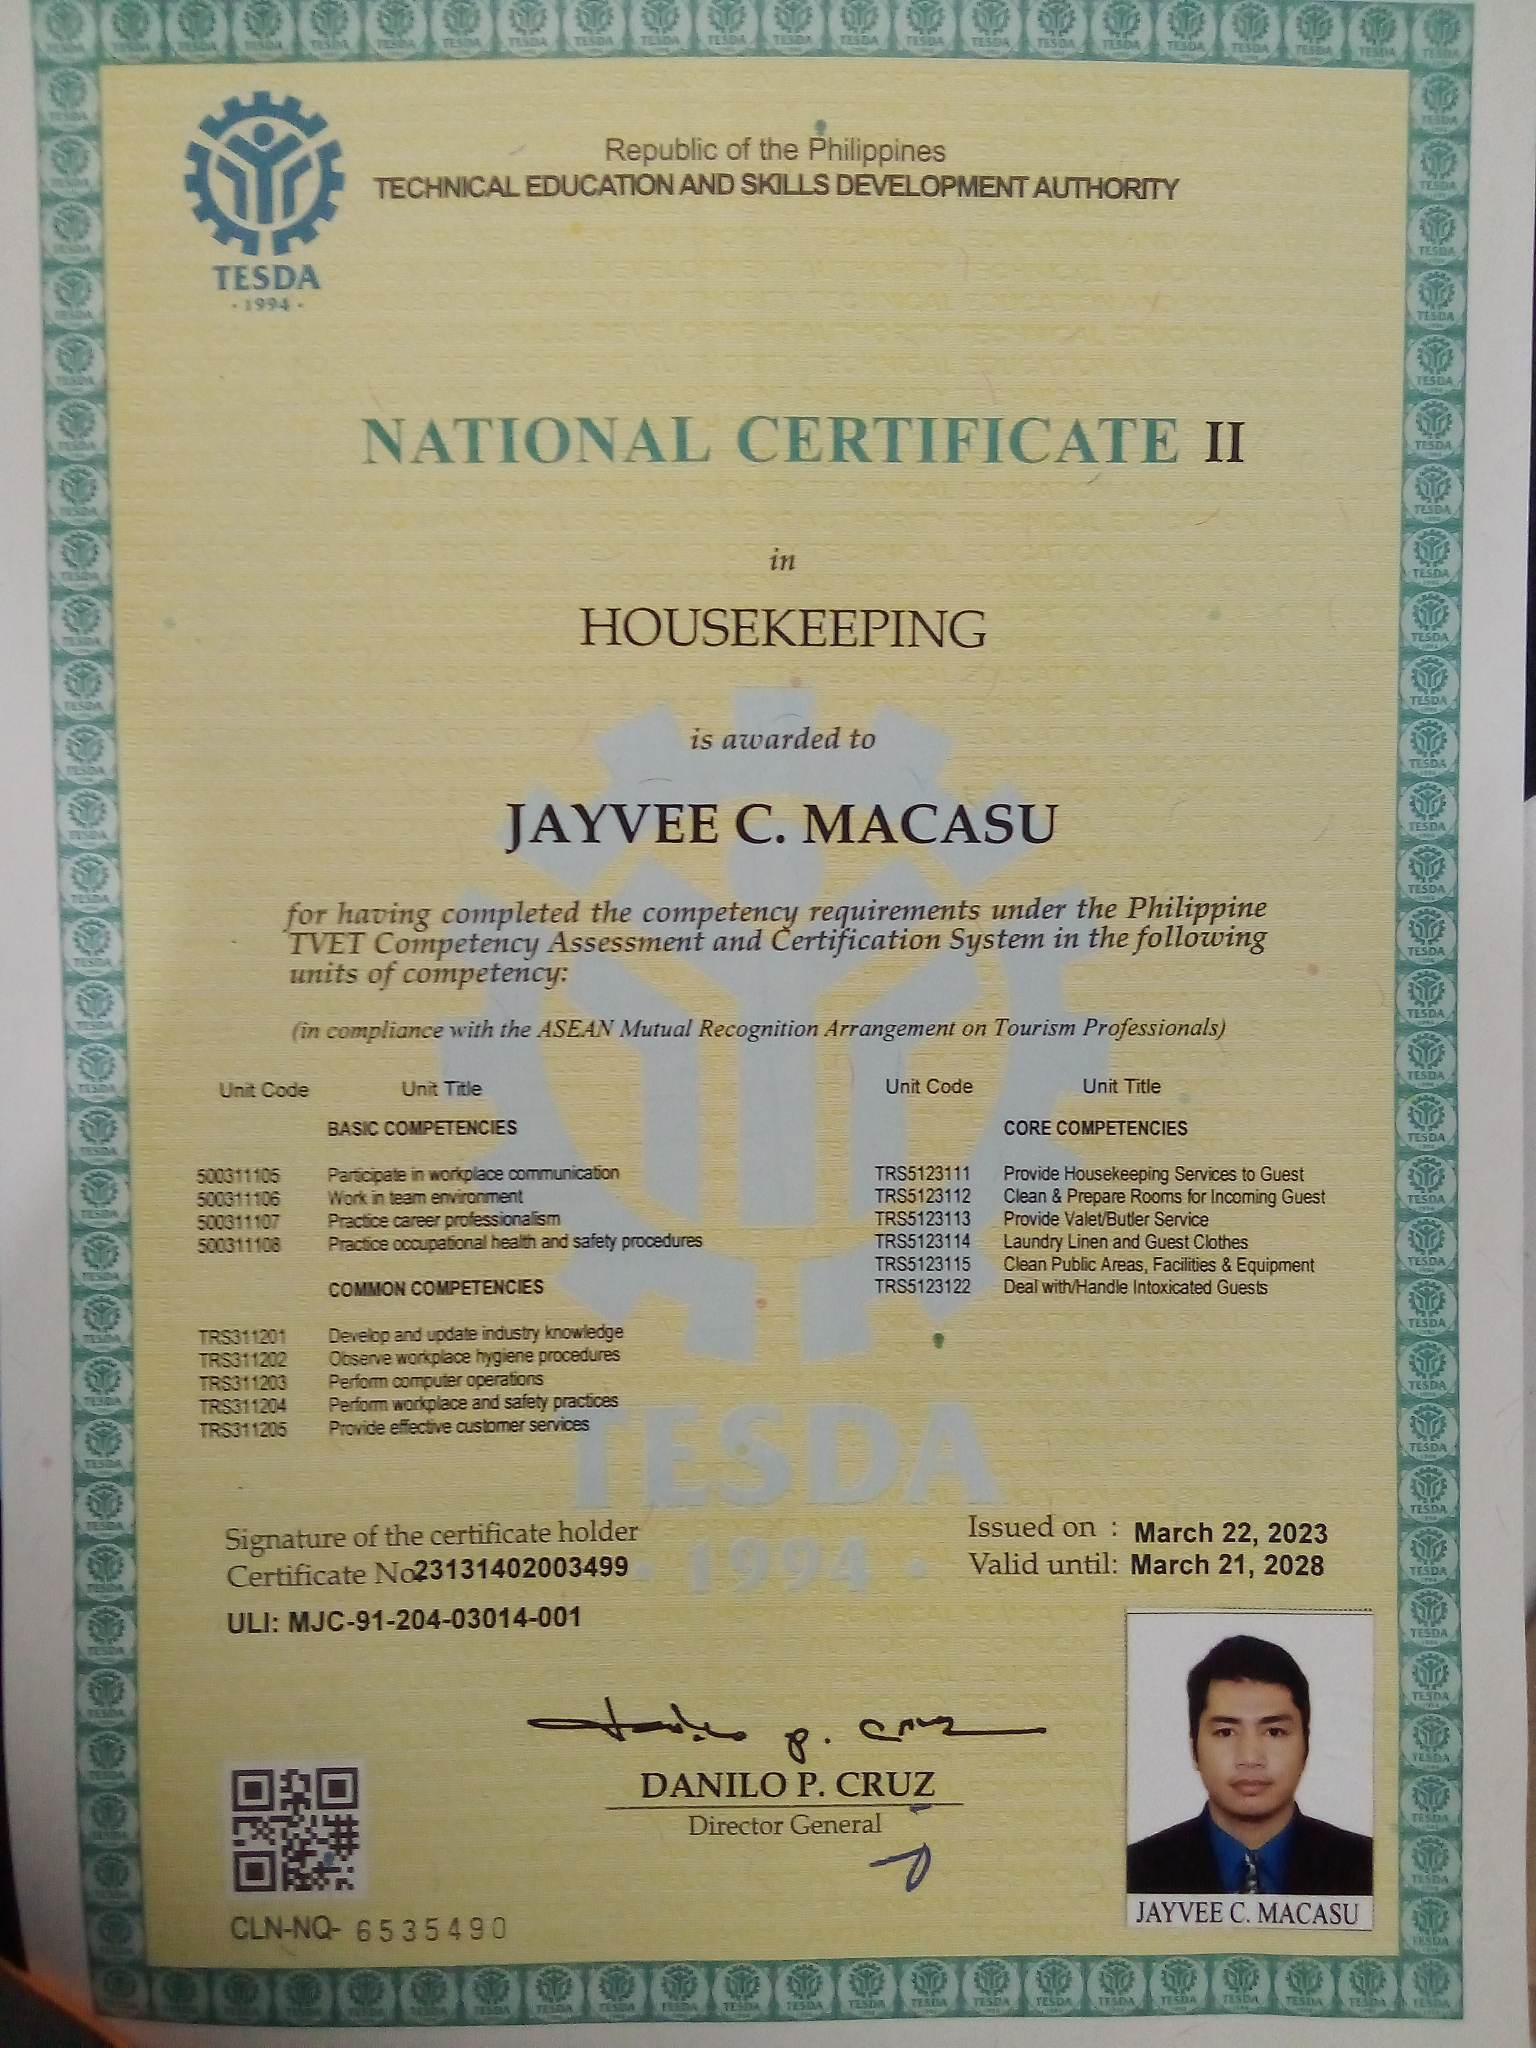 TESDA
· 1994 ·
Republic of the Philippines
TECHNICAL EDUCATION AND SKILLS DEVELOPMENT AUTHORITY
NATIONAL CERTIFICATE II
in
HOUSEKEEPING
is awarded to
JAYVEE C. MACASU
for having completed the competency requirements under the Philippine
TVET Competency Assessment and Certification System in the following
units of competency:
(in compliance with the ASEAN Mutual Recognition Arrangement on Tourism Professionals)
Unit Code Unit Title
BASIC COMPETENCIES
500311105 Participate in workplace communication
500311106 Work in team environment
500311107 Practice career professionalism
500311108 Practice occupational health and safety procedures
COMMON COMPETENCIES
TRS311201 Develop and update industry knowledge
TRS311202 Observe workplace hygiene procedures
TRS311203 Perform computer operations
TRS311204 Perform workplace and safety practices
TRS311205 Provide effective customer services
Unit Code Unit Title
CORE COMPETENCIES
TRS5123111 Provide Housekeeping Services to Guest
TRS5123112 Clean & Prepare Rooms for Incoming Guest
TRS5123113 Provide Valet/Butler Service
TRS5123114 Laundry Linen and Guest Clothes
TRS5123115 Clean Public Areas, Facilities & Equipment
TRS5123122 Deal with/Handle Intoxicated Guests
TESDA
· 1994 ·
Signature of the certificate holder
Certificate No. 23131402003499
ULI: MJC-91-204-03014-001
Issued on : March 22, 2023
Valid until: March 21, 2028
Danilo P. Cruz
DANILO P. CRUZ
Director General
CLN-NQ- 6535490
JAYVEE C. MACASU